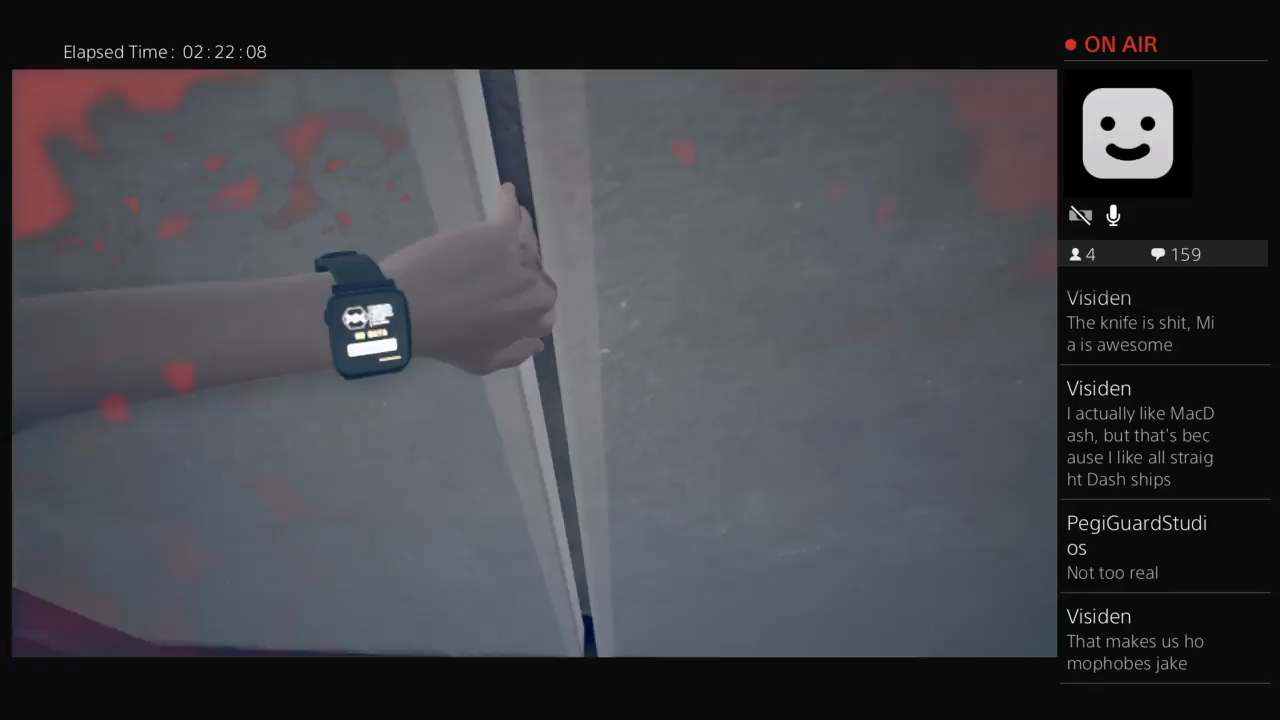 Elapsed Time: 02:22:08
ON AIR
4 159
Visiden
The knife is shit, Mi
a is awesome
Visiden
I actually like MacD
ash, but that's bec
ause I like all straig
ht Dash ships
PegiGuardStudi
os
Not too real
Visiden
That makes us ho
mophobes jake